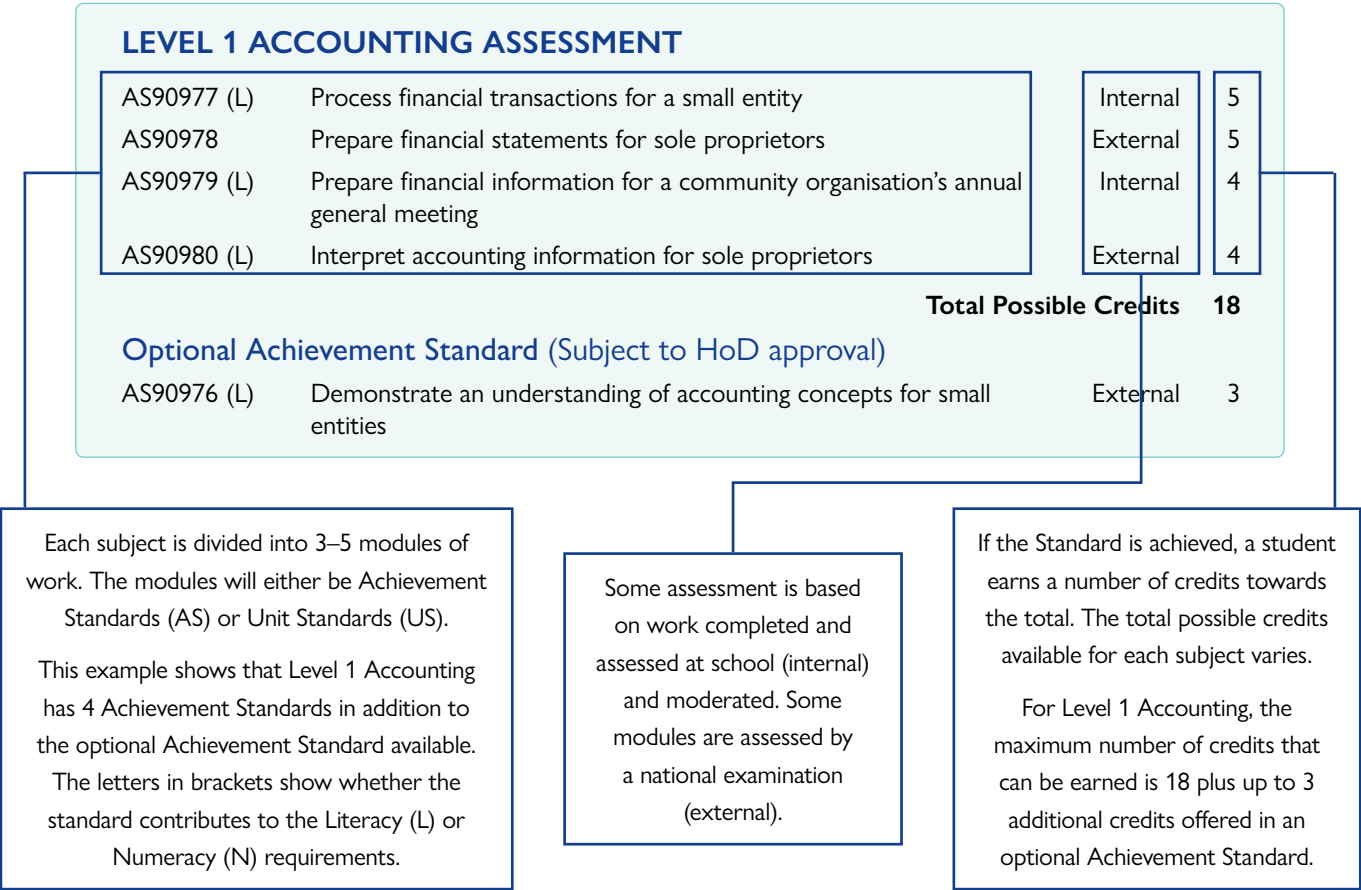 LEVEL 1 ACCOUNTING ASSESSMENT
AS90977 (L) Process financial transactions for a small entity Internal 5
AS90978 Prepare financial statements for sole proprietors External 5
AS90979 (L) Prepare financial information for a community organisation's annual Internal 4
general meeting
AS90980 (L) Interpret accounting information for sole proprietors External 4
Total Possible Credits 18
Optional Achievement Standard (Subject to HoD approval)
AS90976 (L) Demonstrate an understanding of accounting concepts for small External 3
entities
Each subject is divided into 3–5 modules of
work. The modules will either be Achievement
Standards (AS) or Unit Standards (US).
This example shows that Level 1 Accounting
has 4 Achievement Standards in addition to
the optional Achievement Standard available.
The letters in brackets show whether the
standard contributes to the Literacy (L) or
Numeracy (N) requirements.
Some assessment is based
on work completed and
assessed at school (internal)
and moderated. Some
modules are assessed by
a national examination
(external).
If the Standard is achieved, a student
earns a number of credits towards
the total. The total possible credits
available for each subject varies.
For Level 1 Accounting, the
maximum number of credits that
can be earned is 18 plus up to 3
additional credits offered in an
optional Achievement Standard.